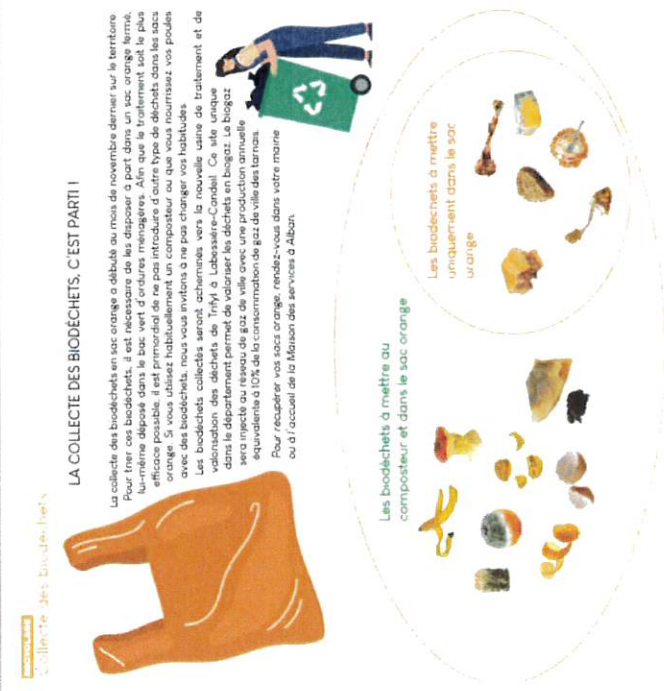 RECYCLAGE
Collecte des biodéchets
LA COLLECTE DES BIODÉCHETS, C'EST PARTI !
La collecte des biodéchets en sac orange a débuté au mois de novembre dernier sur le territoire.
Pour trier ces biodéchets, il est nécessaire de les disposer à part dans un sac orange fermé,
lui-même déposé dans le bac vert d'ordures ménagères. Afin que le traitement soit le plus
efficace possible, il est primordial de ne pas introduire d'autre type de déchets dans les sacs
orange. Si vous utilisez habituellement un composteur ou que vous nourrissez vos poules
avec des biodéchets, nous vous invitons à ne pas changer vos habitudes.
Les biodéchets collectés seront acheminés vers la nouvelle usine de traitement et de
valorisation des déchets de Trifyl à Labessière-Candeil. Ce site unique
dans le département permet de valoriser les déchets en biogaz. Le biogaz
sera injecté au réseau de gaz de ville avec une production annuelle
équivalente à 10% de la consommation de gaz de ville des tarnais.
Pour récupérer vos sacs orange, rendez-vous dans votre mairie
ou à l'accueil de la Maison des services à Alban.
Les biodéchets à mettre au
composteur et dans le sac orange
Les biodéchets à mettre
uniquement dans le sac
orange